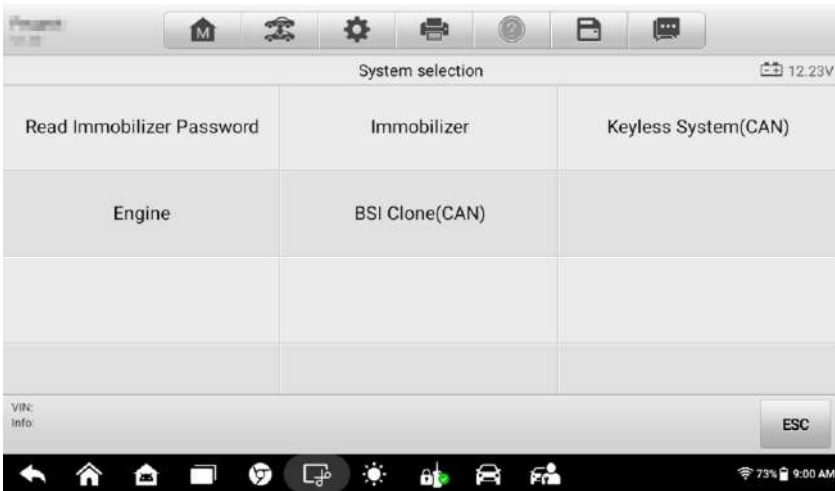 M
System selection
12.23V
Read Immobilizer Password
Immobilizer
Keyless System(CAN)
Engine
BSI Clone(CAN)
VIN:
Info:
ESC
73% 9:00 AM